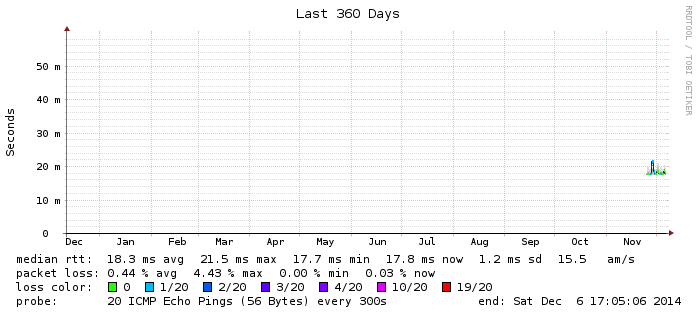 Last 360 Days
RRDTOOL / TOBI OETIKER
Seconds
50 m
40 m
30 m
20 m
10 m
0
Dec Jan Feb Mar Apr May Jun Jul Aug Sep Oct Nov
median rtt: 18.3 ms avg 21.5 ms max 17.7 ms min 17.8 ms now 1.2 ms sd 15.5 am/s
packet loss: 0.44 % avg 4.43 % max 0.00 % min 0.03 % now
loss color: 0 1/20 2/20 3/20 4/20 10/20 19/20
probe: 20 ICMP Echo Pings (56 Bytes) every 300s end: Sat Dec 6 17:05:06 2014